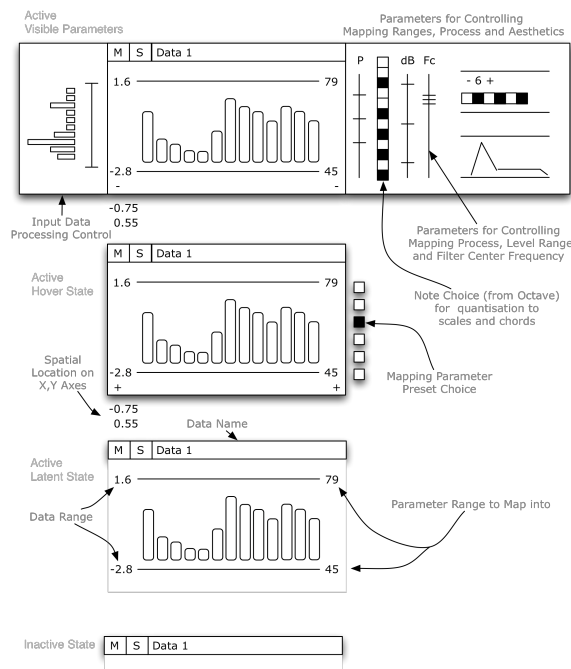 Active
Visible Parameters
Parameters for Controlling
Mapping Ranges, Process and Aesthetics
M S Data 1
P dB Fc
1.6 79
- 6 +
-2.8 45
- -
-0.75
0.55
Input Data
Processing Control
Parameters for Controlling
Mapping Process, Level Range
and Filter Center Frequency
Active
Hover State
M S Data 1
1.6 79
Note Choice (from Octave)
for quantisation to
scales and chords
-2.8 45
+ +
Mapping Parameter
Preset Choice
Spatial
Location on
X,Y Axes
-0.75
0.55
Data Name
Active
Latent State
M S Data 1
1.6 79
Data Range
Parameter Range to Map into
-2.8 45
Inactive State
M S Data 1